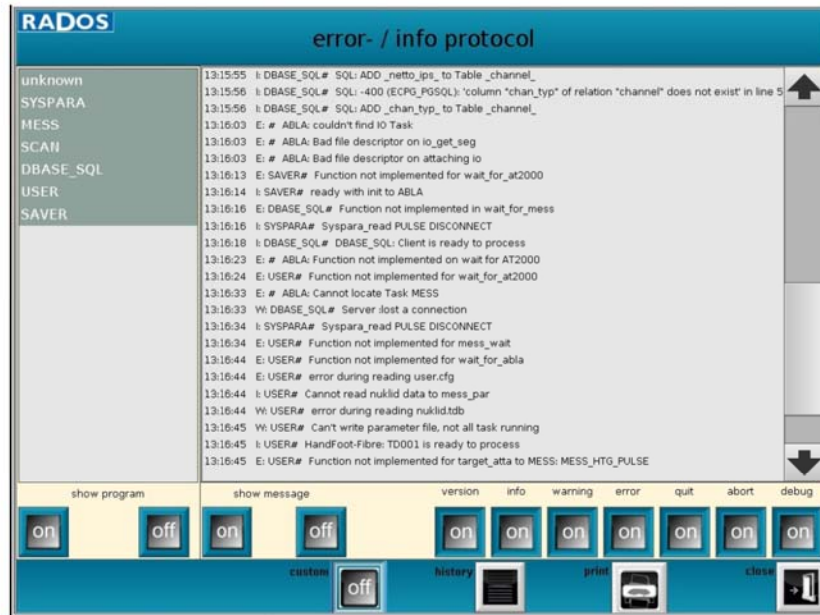 RADOS
error- / info protocol
unknown
SYSPARA
MESS
SCAN
DBASE_SQL
USER
SAVER
13:15:55 I: DBASE_SQL# SQL: ADD _netto_ips_ to Table _channel_
13:15:56 I: DBASE_SQL# SQL: -400 (ECPG_PGSQL): 'column "chan_typ" of relation "channel" does not exist' in line 5
13:15:56 I: DBASE_SQL# SQL: ADD _chan_typ_ to Table _channel_
13:16:03 E: # ABLA: couldn't find IO Task
13:16:03 E: # ABLA: Bad file descriptor on io_get_seg
13:16:03 E: # ABLA: Bad file descriptor on attaching io
13:16:13 E: SAVER# Function not implemented for wait_for_at2000
13:16:14 I: SAVER# ready with init to ABLA
13:16:16 E: DBASE_SQL# Function not implemented in wait_for_mess
13:16:16 I: SYSPARA# Syspara_read PULSE DISCONNECT
13:16:18 I: DBASE_SQL# DBASE_SQL: Client is ready to process
13:16:23 E: # ABLA: Function not implemented on wait for AT2000
13:16:24 E: USER# Function not implemented for wait_for_at2000
13:16:33 E: # ABLA: Cannot locate Task MESS
13:16:33 W: DBASE_SQL# Server :lost a connection
13:16:34 I: SYSPARA# Syspara_read PULSE DISCONNECT
13:16:34 E: USER# Function not implemented for mess_wait
13:16:44 E: USER# Function not implemented for wait_for_abla
13:16:44 E: USER# error during reading user.cfg
13:16:44 I: USER# Cannot read nuklid data to mess_par
13:16:44 W: USER# error during reading nuklid.tdb
13:16:45 W: USER# Can't write parameter file, not all task running
13:16:45 I: USER# HandFoot-Fibre: TD001 is ready to process
13:16:45 E: USER# Function not implemented for target_atta to MESS: MESS_HTG_PULSE
show program show message version info warning error quit abort debug
on off on off on on on on on on on
custom off history print close